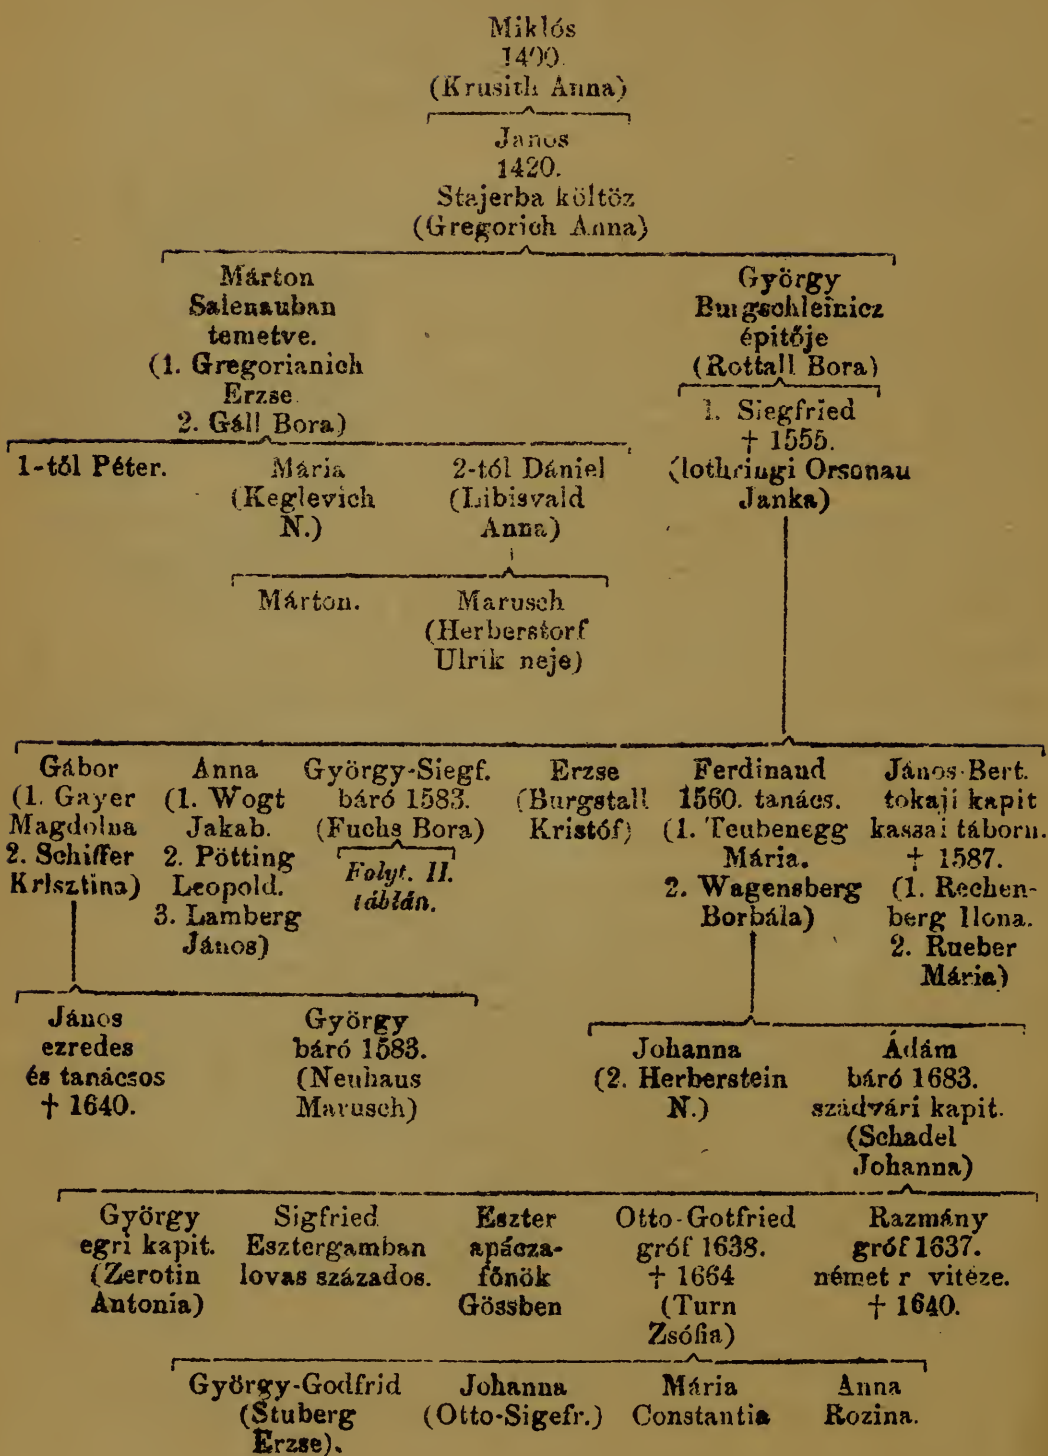 Miklós
1400.
(Krusith Anna)
Janos
1420.
Stajerba költöz
(Gregorich Anna)
Márton
Salenauban
temetve.
(1. Gregorianich
Erzse
2. Gáll Bora)
György
Burgschleinicz
épitője
(Rottall Bora)
1. Siegfried
† 1555.
(lothringi Orsonau
Janka)
1-től Péter.
Mária
(Keglevich
N.)
2-tól Dániel
(Libisvald
Anna)
Márton.
Marusch
(Herberstorf
Ulrik neje)
Gábor
(1. Gayer
Magdolna
2. Schiffer
Krisztina)
Anna
(1. Wogt
Jakab.
2. Pötting
Leopold.
3. Lamberg
János)
György-Siegf.
báró 1583.
(Fuchs Bora)
Folyt. II.
táblán.
Erzse
(Burgstall
Kristóf)
Ferdinaud
1560. tanács.
(1. Teubenegg
Mária.
2. Wagensberg
Borbála)
János-Bert.
tokaji kapit
kassai táborn.
† 1587.
(1. Rechen-
berg Ilona.
2. Rueber
Mária)
János
ezredes
és tanácsos
† 1640.
György
báró 1583.
(Neuhaus
Marusch)
Johanna
(2. Herberstein
N.)
Ádám
báró 1683.
szádvári kapit.
(Schadel
Johanna)
György
egri kapit.
(Zerotin
Antonia)
Sigfried
Esztergamban
lovas százados.
Eszter
apácza-
főnök
Gössben
Otto-Gotfried
gróf 1638.
† 1664
(Turn
Zsófia)
Razmány
gróf 1637.
német r vitéze.
† 1640.
György-Godfrid
(Stuberg
Erzse).
Johanna
(Otto-Sigefr.)
Mária
Constantia
Anna
Rozina.